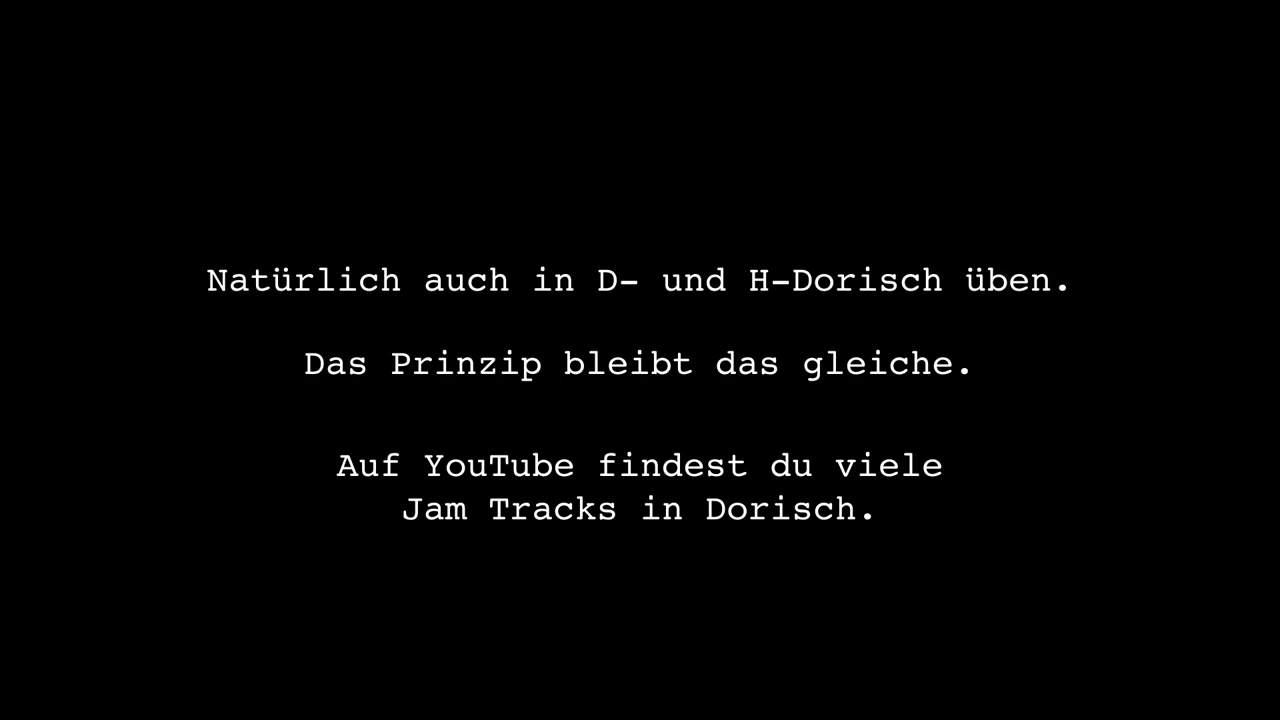 Natürlich auch in D- und H-Dorisch üben.
Das Prinzip bleibt das gleiche.
Auf YouTube findest du viele
Jam Tracks in Dorisch.